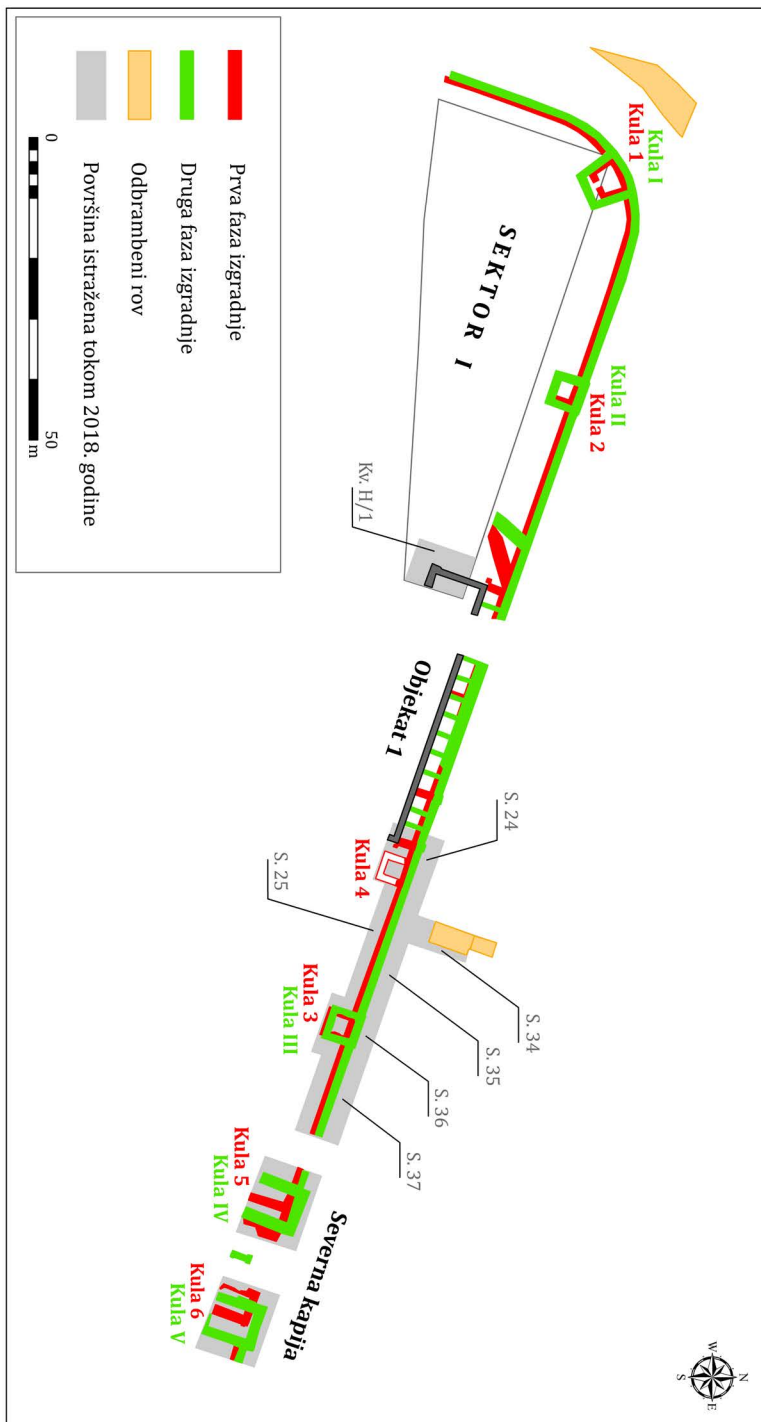 Kula I
Kula 1
SEKTOR I
Kula II
Kula 2
Kv. H/1
Objekat 1
S. 24
Kula 4
S. 25
S. 34
S. 35
Kula 3
Kula III
S. 36
S. 37
Kula 5
Kula IV
Severna kapija
Kula 6
Kula V
Prva faza izgradnje
Druga faza izgradnje
Odbrambeni rov
Površina istražena tokom 2018. godine
0
50
m
N
E
S
W